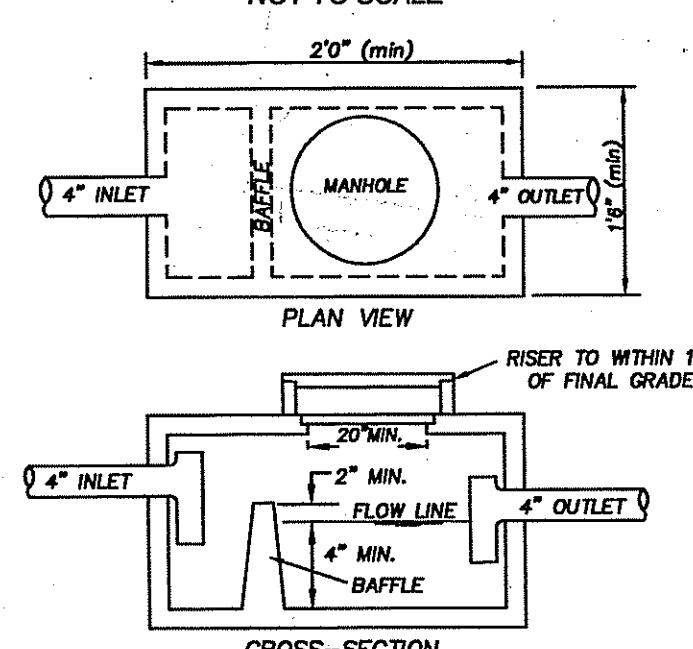 NOT TO SCALE
2'0" (min)
4" INLET
BAFFLE
MANHOLE
4" OUTLET
1'6" (min)
PLAN VIEW
RISER TO WITHIN 1
OF FINAL GRADE
20" MIN.
4" INLET
2" MIN.
FLOW LINE
4" OUTLET
4" MIN.
BAFFLE
CROSS-SECTION